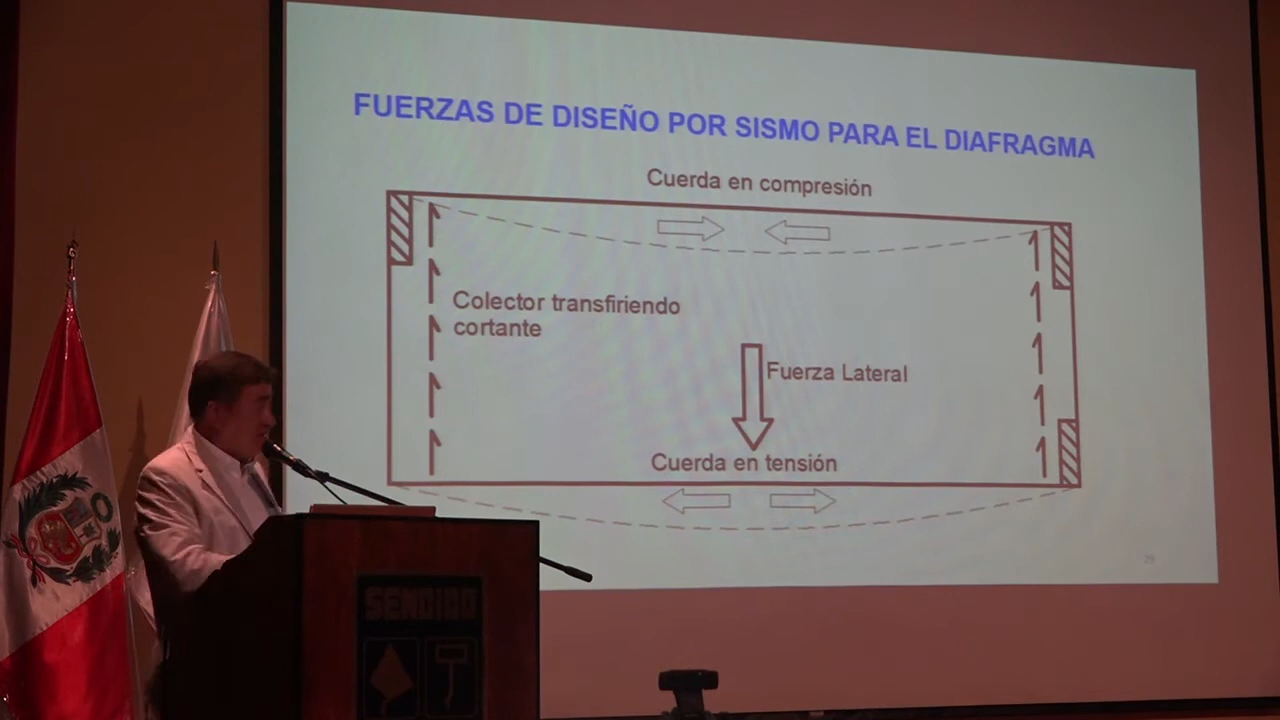 FUERZAS DE DISEÑO POR SISMO PARA EL DIAFRAGMA
Cuerda en compresión
Colector transfiriendo
cortante
Fuerza Lateral
Cuerda en tensión
29
SENCICO